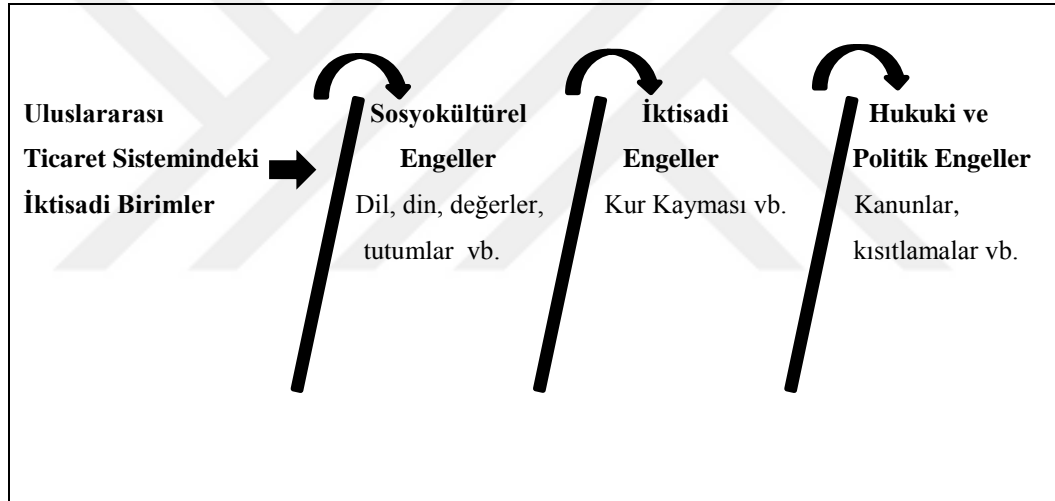 Uluslararası
Ticaret Sistemindeki
İktisadi Birimler
Sosyokültürel
Engeller
Dil, din, değerler,
tutumlar vb.
İktisadi
Engeller
Kur Kayması vb.
Hukuki ve
Politik Engeller
Kanunlar,
kısıtlamalar vb.